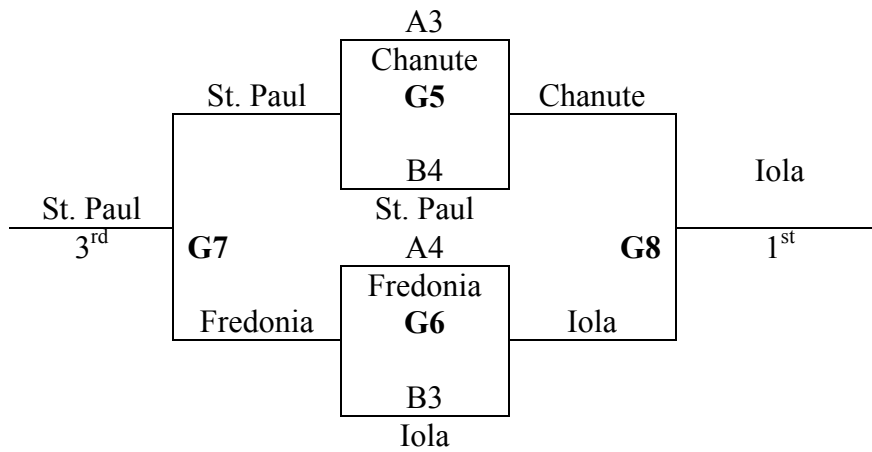 A3
Chanute
St. Paul G5 Chanute
B4
Iola
St. Paul St. Paul
3rd G7 A4 G8 1st
Fredonia
Fredonia G6 Iola
B3
Iola